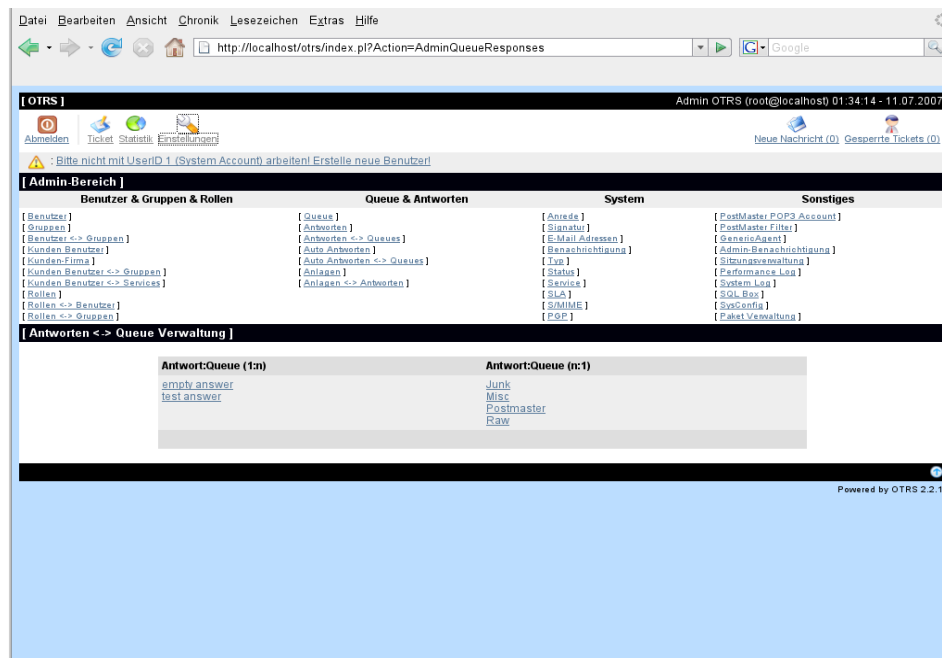 Datei Bearbeiten Ansicht Chronik Lesezeichen Extras Hilfe
http://localhost/otrs/index.pl?Action=AdminQueueResponses
G Google
[ OTRS ]
Admin OTRS (root@localhost) 01:34:14 - 11.07.2007
Abmelden Ticket Statistik Einstellungen
Neue Nachricht (0) Gesperrte Tickets (0)
: Bitte nicht mit UserID 1 (System Account) arbeiten! Erstelle neue Benutzer!
[ Admin-Bereich ]
Benutzer & Gruppen & Rollen Queue & Antworten System Sonstiges
[ Benutzer ] [ Queue ] [ Anrede ] [ PostMaster POP3 Account ]
[ Gruppen ] [ Antworten ] [ Signatur ] [ PostMaster Filter ]
[ Benutzer <-> Gruppen ] [ Antworten <-> Queues ] [ E-Mail Adressen ] [ GenericAgent ]
[ Kunden Benutzer ] [ Auto Antworten ] [ Benachrichtigung ] [ Admin-Benachrichtigung ]
[ Kunden-Firma ] [ Auto Antworten <-> Queues ] [ Typ ] [ Sitzungsverwaltung ]
[ Kunden Benutzer <-> Gruppen ] [ Anlagen ] [ Status ] [ Performance Log ]
[ Kunden Benutzer <-> Services ] [ Anlagen <-> Antworten ] [ Service ] [ System Log ]
[ Rollen ] [ SLA ] [ SQL Box ]
[ Rollen <-> Benutzer ] [ S/MIME ] [ SysConfig ]
[ Rollen <-> Gruppen ] [ PGP ] [ Paket Verwaltung ]
[ Antworten <-> Queue Verwaltung ]
Antwort:Queue (1:n) Antwort:Queue (n:1)
empty answer Junk
test answer Misc
Postmaster
Raw
Powered by OTRS 2.2.1